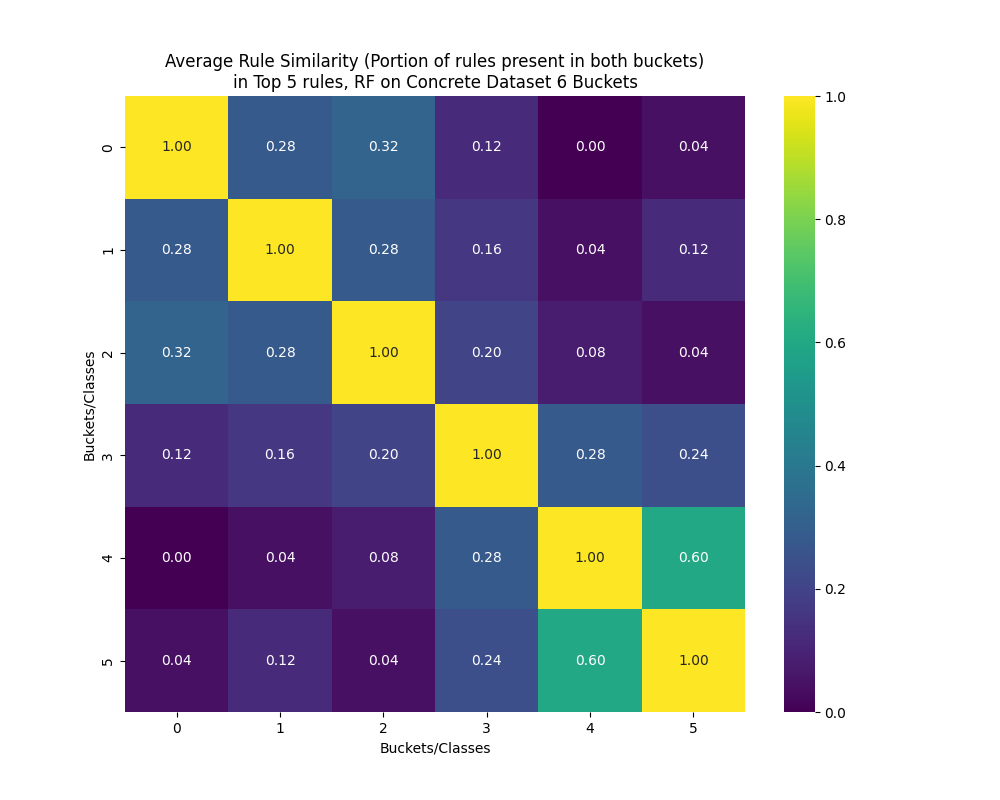 Average Rule Similarity (Portion of rules present in both buckets)
in Top 5 rules, RF on Concrete Dataset 6 Buckets
Buckets/Classes
0 1.00 0.28 0.32 0.12 0.00 0.04
1 0.28 1.00 0.28 0.16 0.04 0.12
2 0.32 0.28 1.00 0.20 0.08 0.04
3 0.12 0.16 0.20 1.00 0.28 0.24
4 0.00 0.04 0.08 0.28 1.00 0.60
5 0.04 0.12 0.04 0.24 0.60 1.00
0 1 2 3 4 5
Buckets/Classes
1.0
0.8
0.6
0.4
0.2
0.0